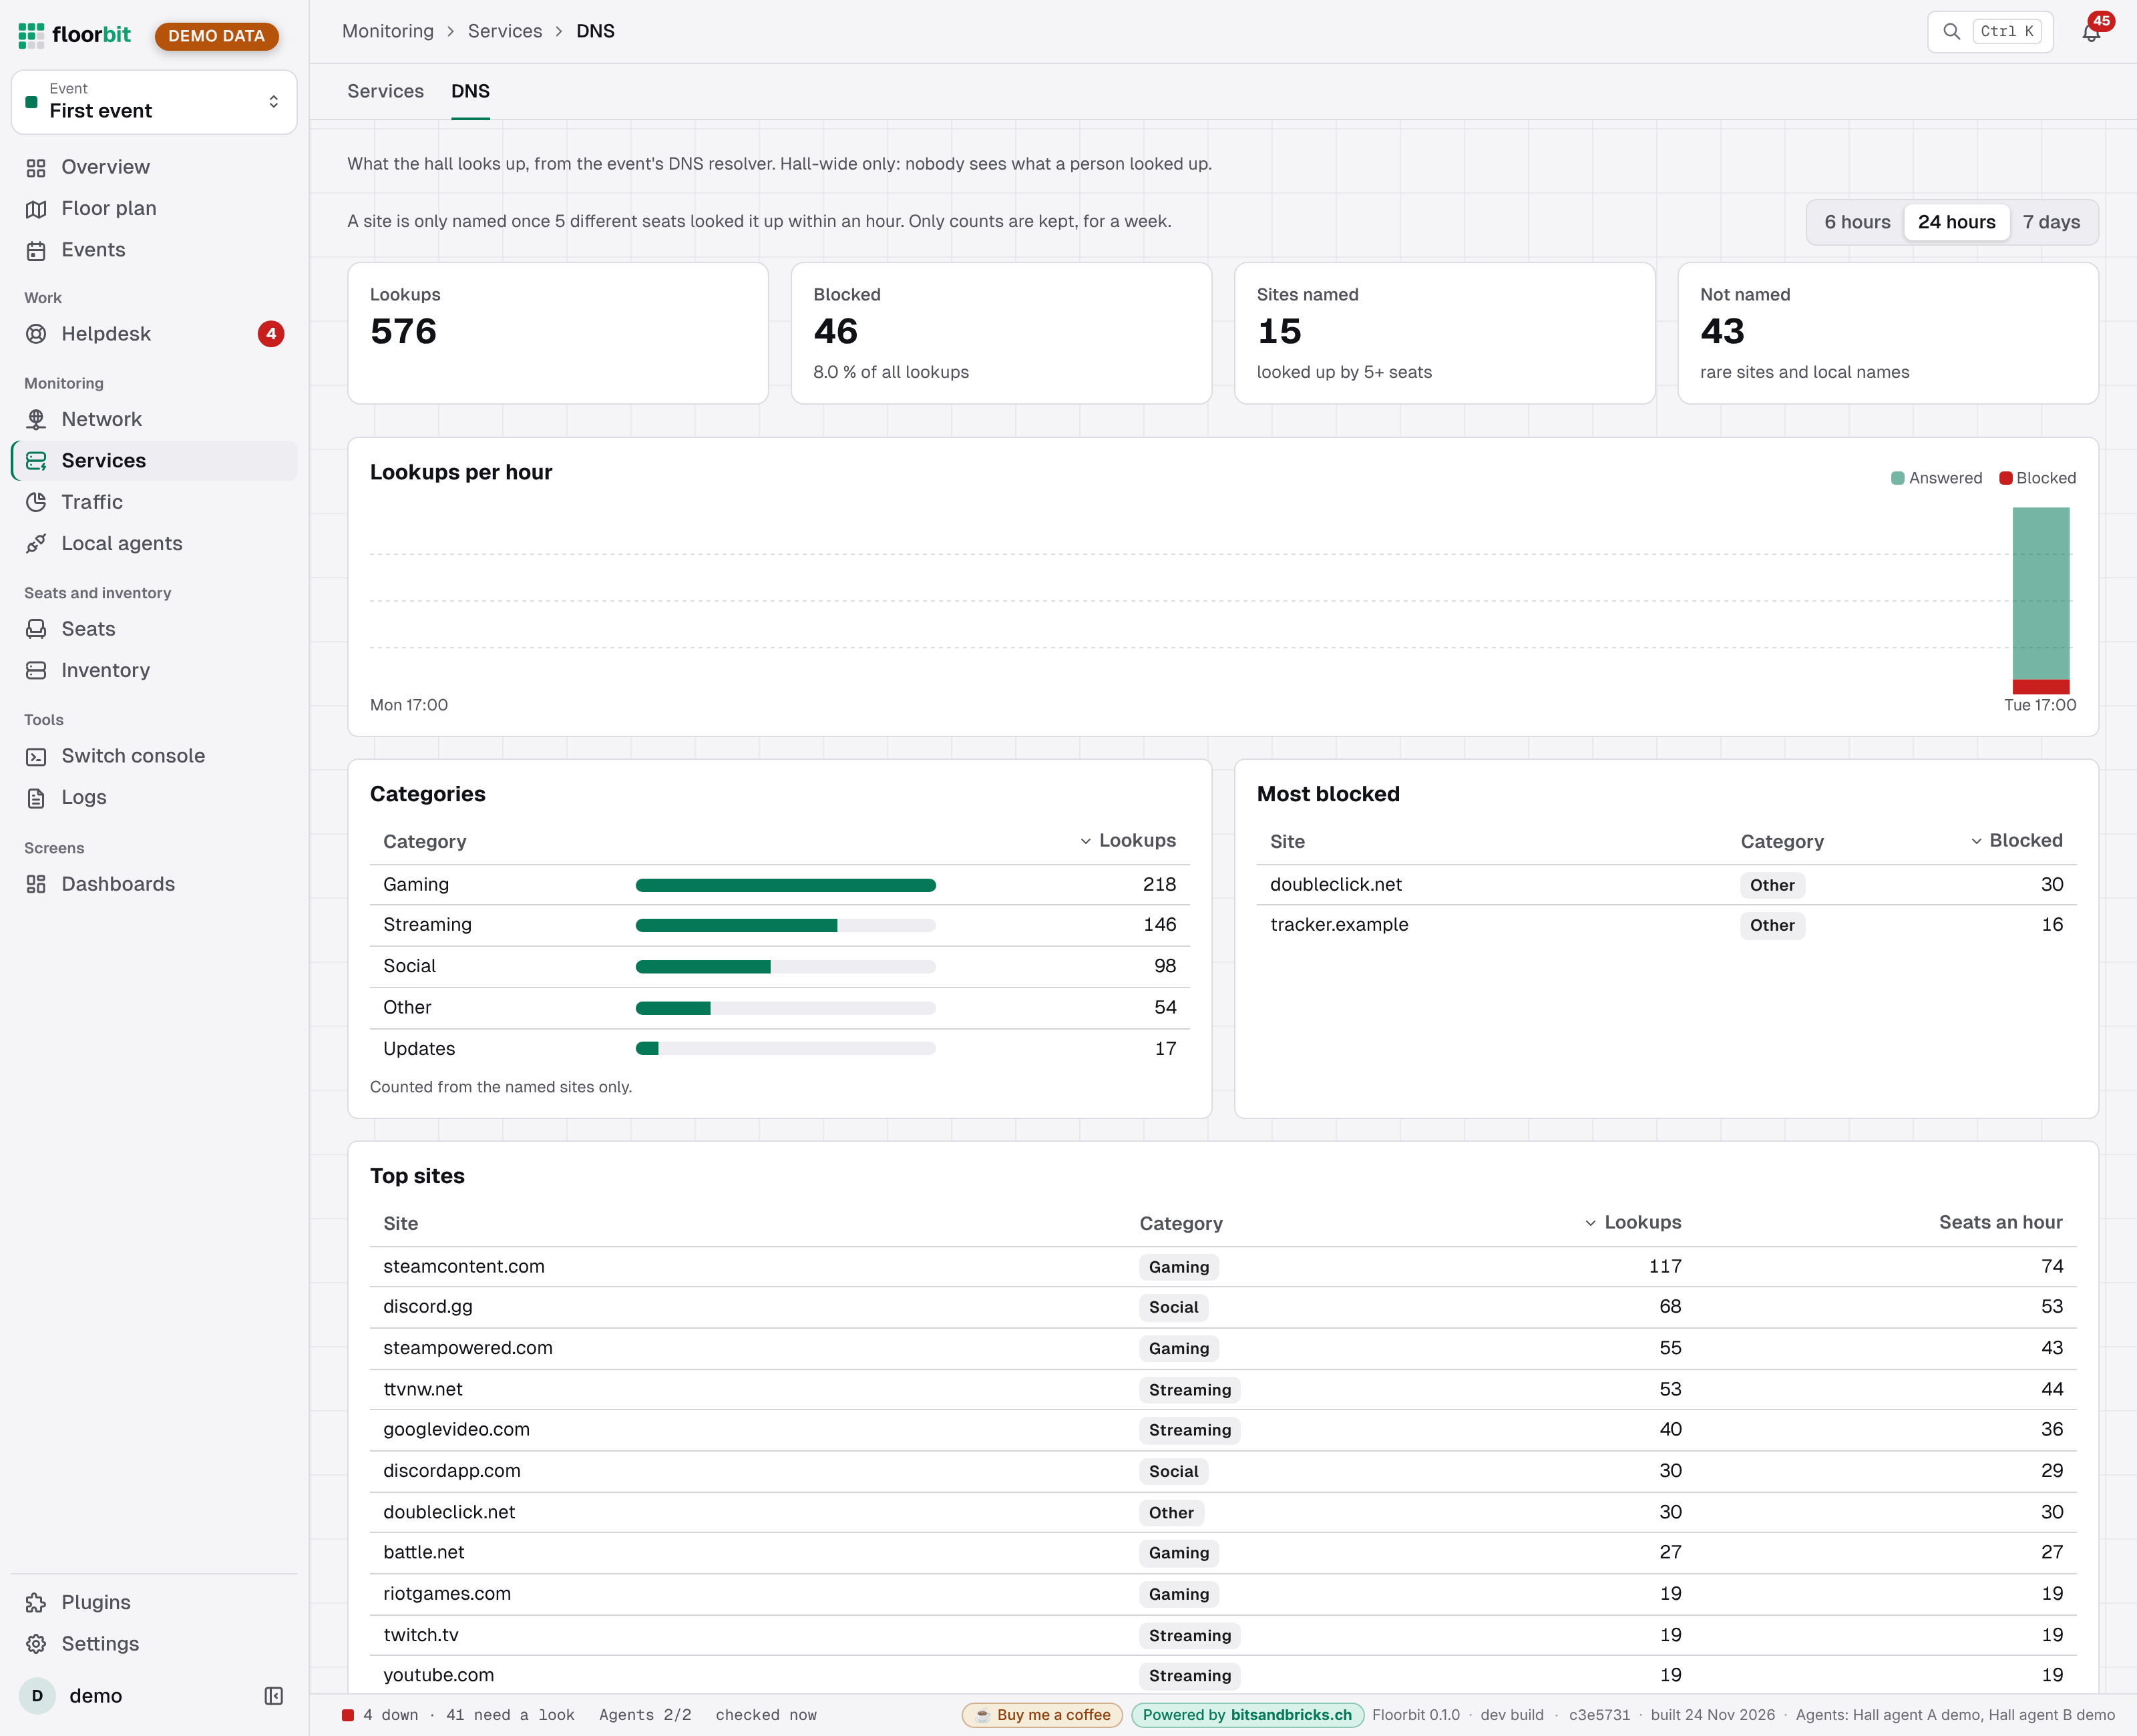 floorbit
DEMO DATA
Event
First event
Overview
Floor plan
Events
Work
Helpdesk
4
Monitoring
Network
Services
Traffic
Local agents
Seats and inventory
Seats
Inventory
Tools
Switch console
Logs
Screens
Dashboards
Plugins
Settings
D
demo
Monitoring > Services > DNS
Ctrl K
45
Services DNS
What the hall looks up, from the event's DNS resolver. Hall-wide only: nobody sees what a person looked up.
A site is only named once 5 different seats looked it up within an hour. Only counts are kept, for a week.
6 hours 24 hours 7 days
Lookups
576
Blocked
46
8.0 % of all lookups
Sites named
15
looked up by 5+ seats
Not named
43
rare sites and local names
Lookups per hour
Answered Blocked
Mon 17:00 Tue 17:00
Categories
Category Lookups
Gaming 218
Streaming 146
Social 98
Other 54
Updates 17
Counted from the named sites only.
Most blocked
Site Category Blocked
doubleclick.net Other 30
tracker.example Other 16
Top sites
Site Category Lookups Seats an hour
steamcontent.com Gaming 117 74
discord.gg Social 68 53
steampowered.com Gaming 55 43
ttvnw.net Streaming 53 44
googlevideo.com Streaming 40 36
discordapp.com Social 30 29
doubleclick.net Other 30 30
battle.net Gaming 27 27
riotgames.com Gaming 19 19
twitch.tv Streaming 19 19
youtube.com Streaming 19 19
4 down · 41 need a look Agents 2/2 checked now
Buy me a coffee
Powered by bitsandbricks.ch
Floorbit 0.1.0 · dev build · c3e5731 · built 24 Nov 2026 · Agents: Hall agent A demo, Hall agent B demo